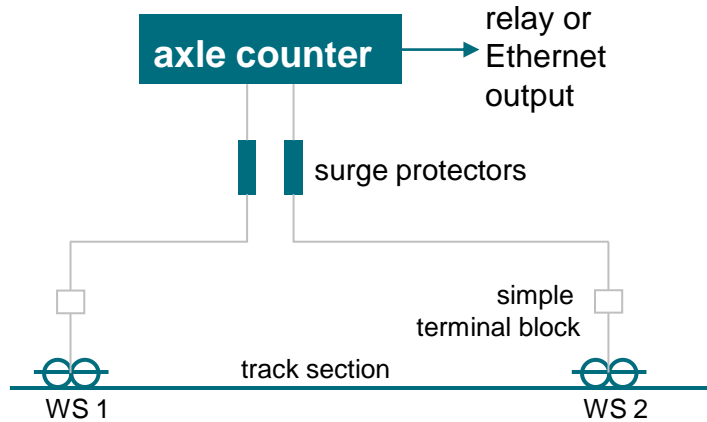 axle counter
relay or
Ethernet
output
surge protectors
simple
terminal block
track section
WS 1
WS 2